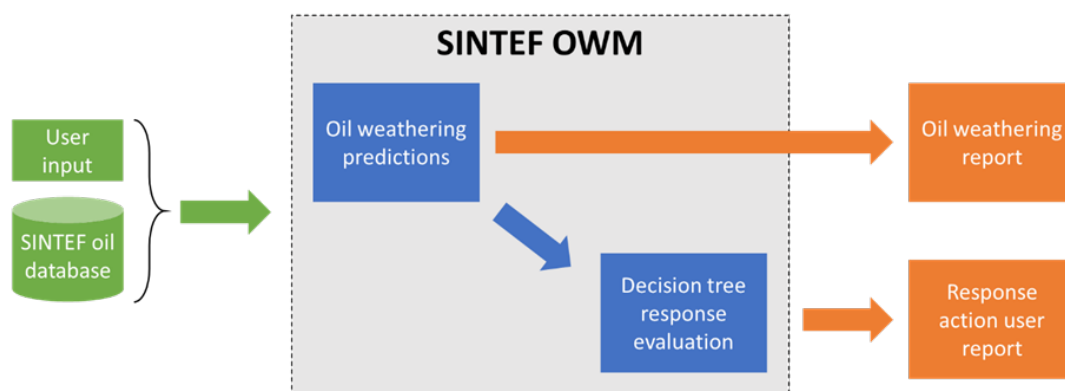 SINTEF OWM
User
input
SINTEF oil
database
Oil weathering
predictions
Decision tree
response
evaluation
Oil weathering
report
Response
action user
report